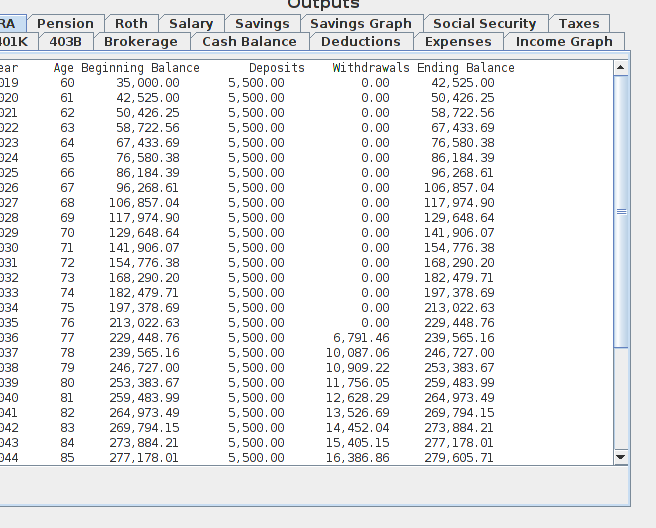 Outputs
RA Pension Roth Salary Savings Savings Graph Social Security Taxes
401K 403B Brokerage Cash Balance Deductions Expenses Income Graph
ear Age Beginning Balance Deposits Withdrawals Ending Balance
019 60 35,000.00 5,500.00 0.00 42,525.00
020 61 42,525.00 5,500.00 0.00 50,426.25
021 62 50,426.25 5,500.00 0.00 58,722.56
022 63 58,722.56 5,500.00 0.00 67,433.69
023 64 67,433.69 5,500.00 0.00 76,580.38
024 65 76,580.38 5,500.00 0.00 86,184.39
025 66 86,184.39 5,500.00 0.00 96,268.61
026 67 96,268.61 5,500.00 0.00 106,857.04
027 68 106,857.04 5,500.00 0.00 117,974.90
028 69 117,974.90 5,500.00 0.00 129,648.64
029 70 129,648.64 5,500.00 0.00 141,906.07
030 71 141,906.07 5,500.00 0.00 154,776.38
031 72 154,776.38 5,500.00 0.00 168,290.20
032 73 168,290.20 5,500.00 0.00 182,479.71
033 74 182,479.71 5,500.00 0.00 197,378.69
034 75 197,378.69 5,500.00 0.00 213,022.63
035 76 213,022.63 5,500.00 0.00 229,448.76
036 77 229,448.76 5,500.00 6,791.46 239,565.16
037 78 239,565.16 5,500.00 10,087.06 246,727.00
038 79 246,727.00 5,500.00 10,909.22 253,383.67
039 80 253,383.67 5,500.00 11,756.05 259,483.99
040 81 259,483.99 5,500.00 12,628.29 264,973.49
041 82 264,973.49 5,500.00 13,526.69 269,794.15
042 83 269,794.15 5,500.00 14,452.04 273,884.21
043 84 273,884.21 5,500.00 15,405.15 277,178.01
044 85 277,178.01 5,500.00 16,386.86 279,605.71